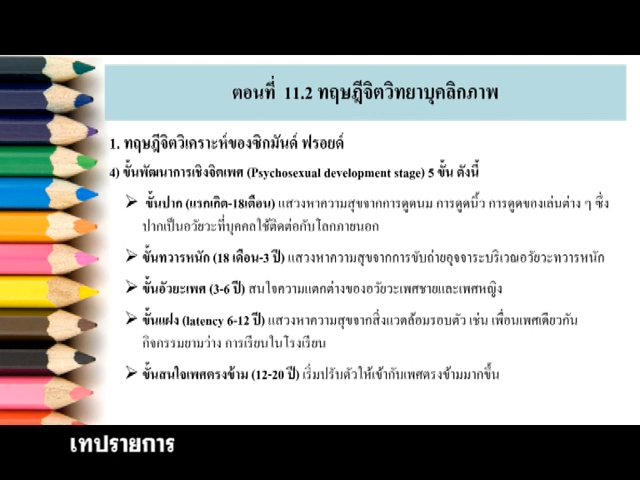 ตอนที่ 11.2 ทฤษฎีจิตวิทยาบุคลิกภาพ
1. ทฤษฎีจิตวิเคราะห์ของซิกมันด์ ฟรอยด์
4) ขั้นพัฒนาการเชิงจิตเพศ (Psychosexual development stage) 5 ขั้น ดังนี้
➢ ขั้นปาก (แรกเกิด-18เดือน) แสวงหาความสุขจากการดูดนม การดูดนิ้ว การดูดของเล่นต่าง ๆ ซึ่ง
ปากเป็นอวัยวะที่บุคคลใช้ติดต่อกับโลกภายนอก
➢ ขั้นทวารหนัก (18 เดือน-3 ปี) แสวงหาความสุขจากการขับถ่ายอุจจาระบริเวณอวัยวะทวารหนัก
➢ ขั้นอัวยะเพศ (3-6 ปี) สนใจความแตกต่างของอวัยวะเพศชายและเพศหญิง
➢ ขั้นแฝง (latency 6-12 ปี) แสวงหาความสุขจากสิ่งแวดล้อมรอบตัว เช่น เพื่อนเพศเดียวกัน
กิจกรรมยามว่าง การเรียนในโรงเรียน
➢ ขั้นสนใจเพศตรงข้าม (12-20 ปี) เริ่มปรับตัวให้เข้ากับเพศตรงข้ามมากขึ้น
เทปรายการ